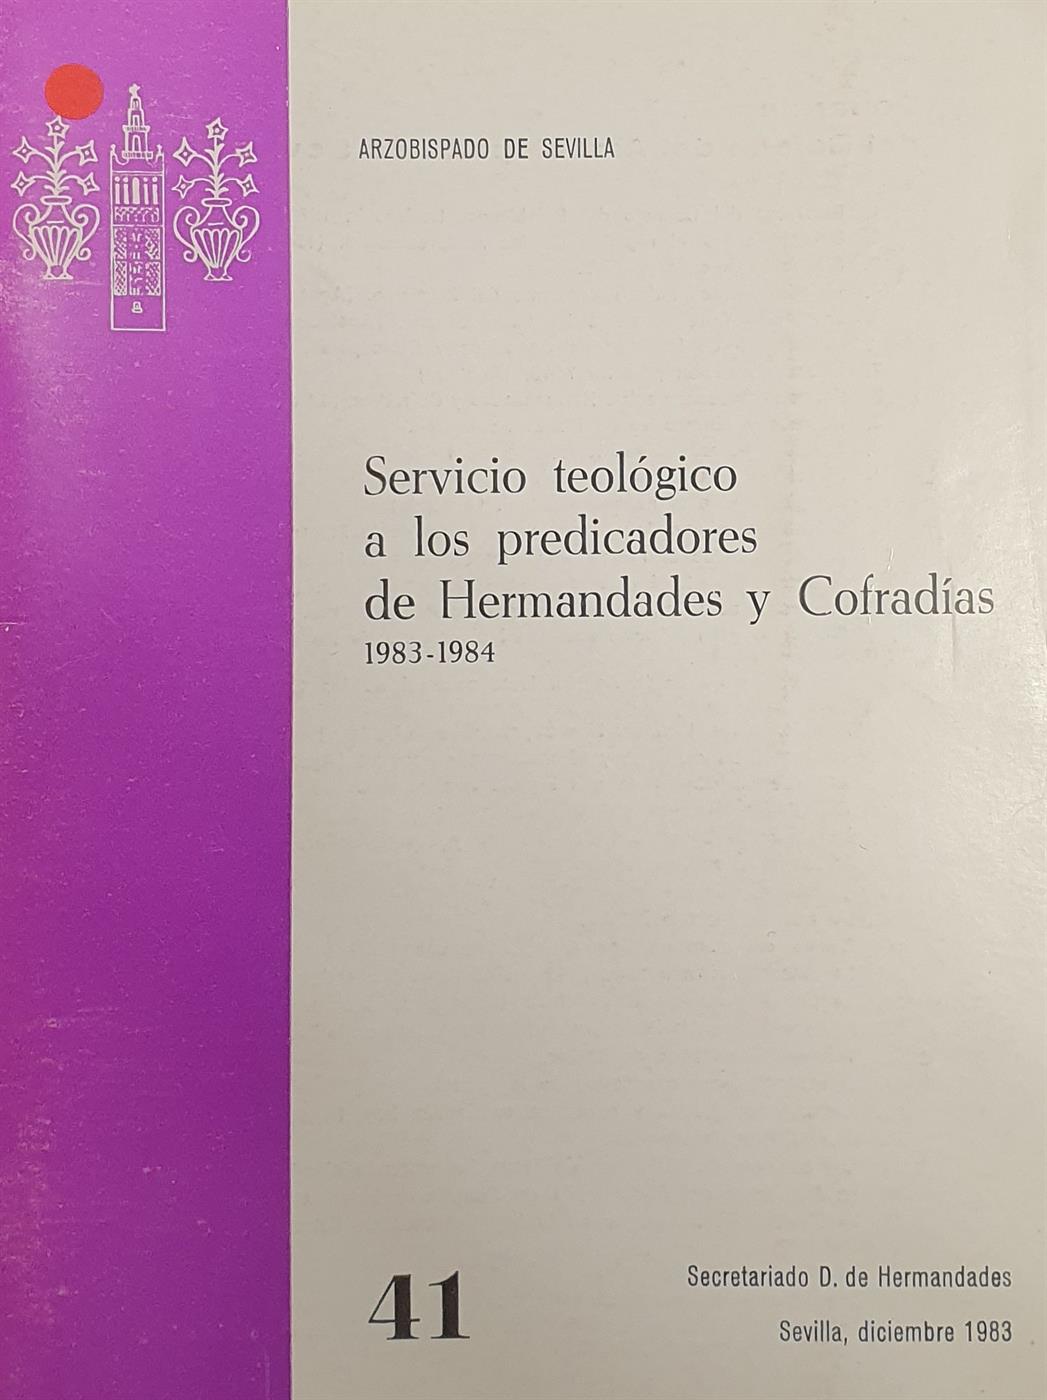 ARZOBISPADO DE SEVILLA
Servicio teológico
a los predicadores
de Hermandades y Cofradías
1983-1984
41
Secretariado D. de Hermandades
Sevilla, diciembre 1983